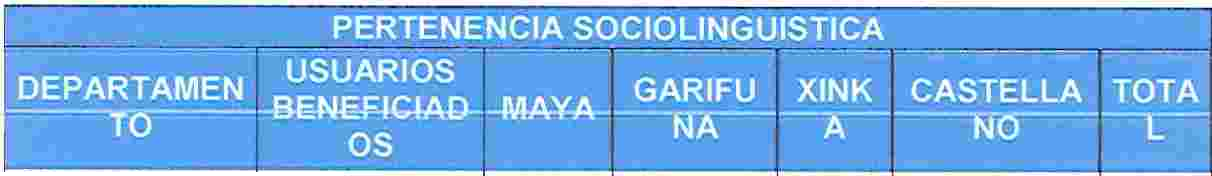 PERTENENCIA SOCIOLINGUISTICA
DEPARTAMEN
TO
USUARIOS
BENEFICIAD
OS
MAYA
GARIFU
NA
XINK
A
CASTELLA
NO
TOTA
L